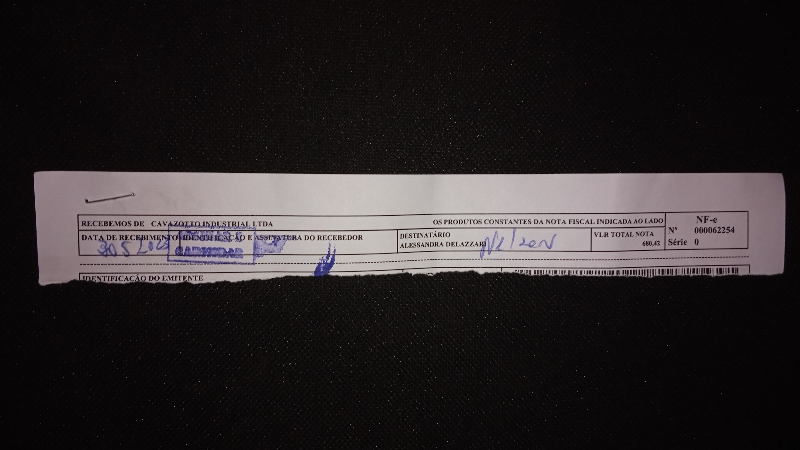 RECEBEMOS DE CAVAZOTTO INDUSTRIAL LTDA OS PRODUTOS CONSTANTES DA NOTA FISCAL INDICADA AO LADO
NF-e
Nº 000062254
Série 0
DATA DE RECEBIMENTO IDENTIFICAÇÃO E ASSINATURA DO RECEBEDOR
DESTINATÁRIO
ALESSANDRA DELAZZARI
Nelson
VLR TOTAL NOTA
680,42
IDENTIFICAÇÃO DO EMITENTE